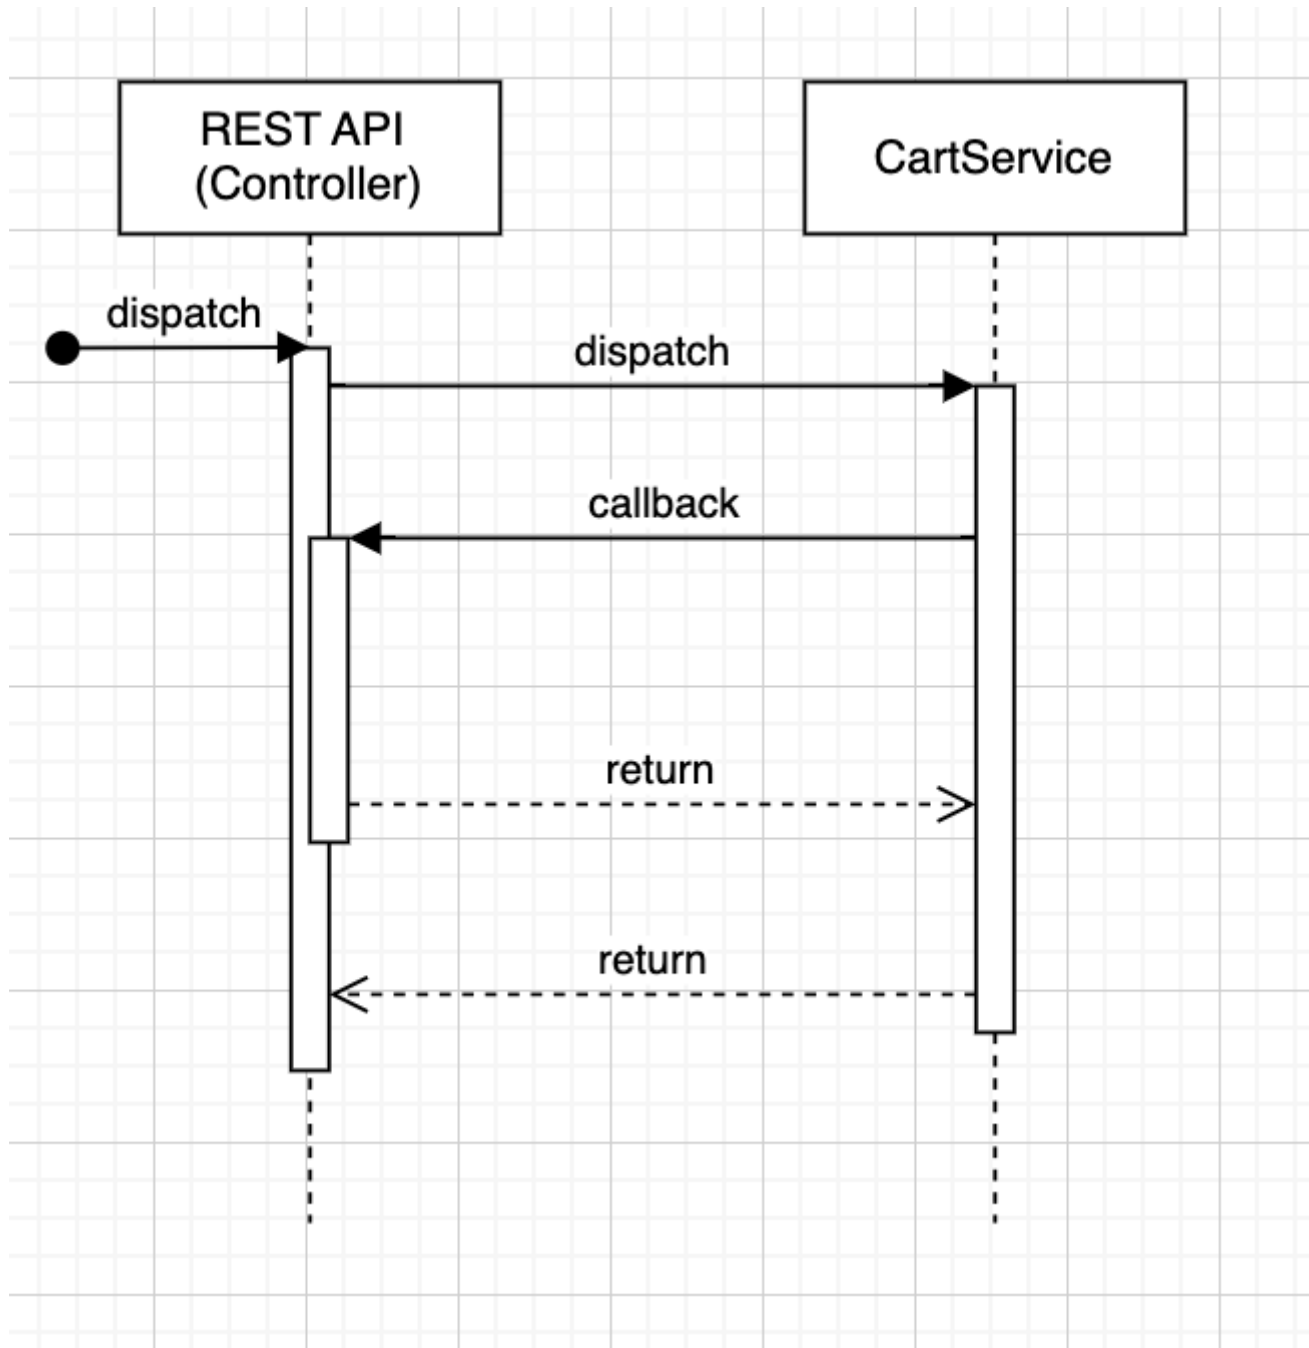 REST API
(Controller)
CartService
dispatch
dispatch
callback
return
return